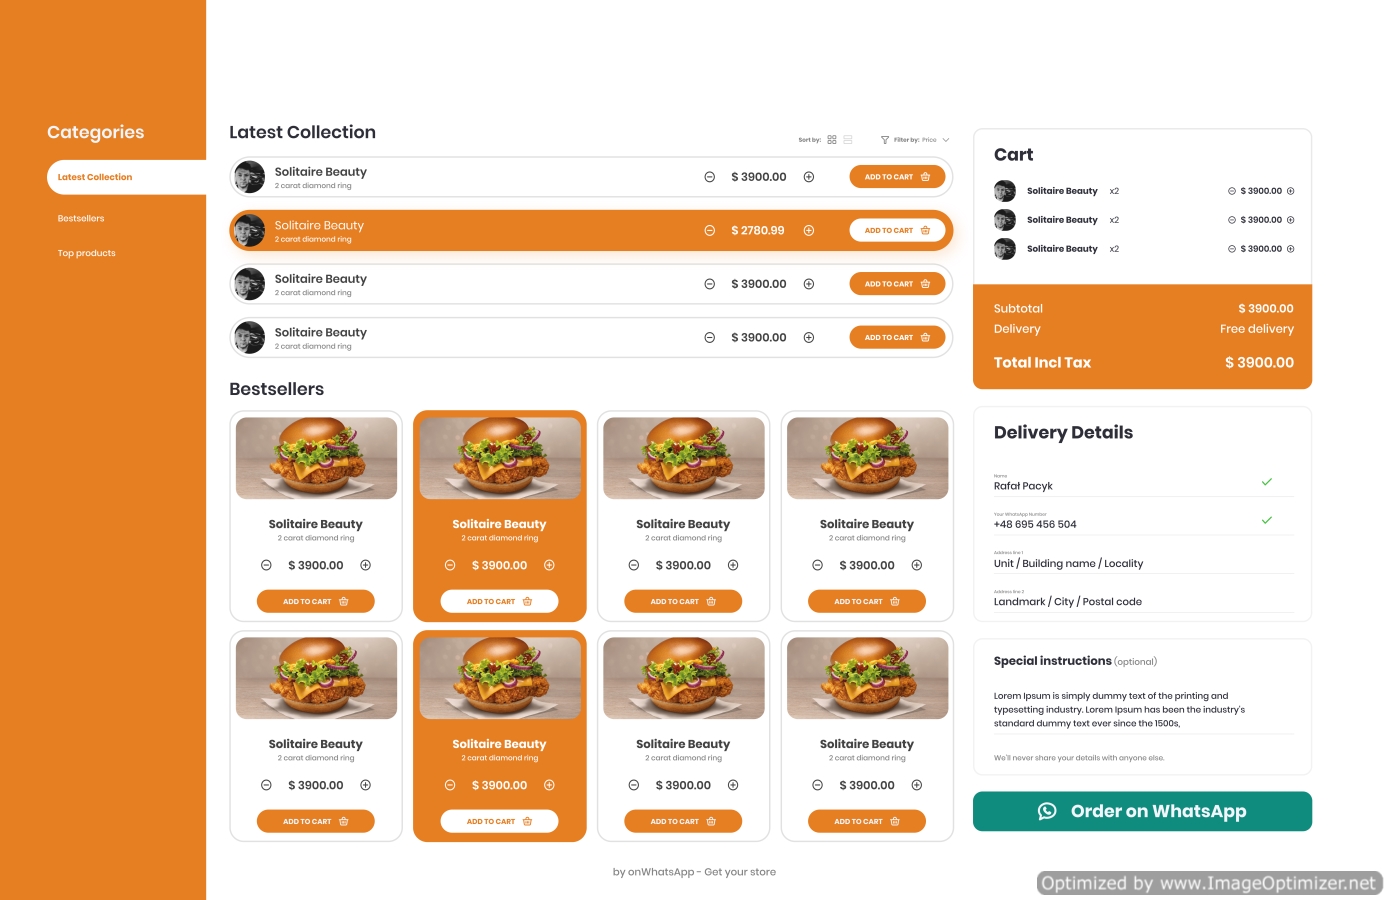 Categories
Latest Collection
Bestsellers
Top products
Latest Collection
Sort by:
Filter by: Price
Solitaire Beauty
2 carat diamond ring
$ 3900.00
ADD TO CART
Solitaire Beauty
2 carat diamond ring
$ 2780.99
ADD TO CART
Solitaire Beauty
2 carat diamond ring
$ 3900.00
ADD TO CART
Solitaire Beauty
2 carat diamond ring
$ 3900.00
ADD TO CART
Bestsellers
Solitaire Beauty
2 carat diamond ring
$ 3900.00
ADD TO CART
Solitaire Beauty
2 carat diamond ring
$ 3900.00
ADD TO CART
Solitaire Beauty
2 carat diamond ring
$ 3900.00
ADD TO CART
Solitaire Beauty
2 carat diamond ring
$ 3900.00
ADD TO CART
Solitaire Beauty
2 carat diamond ring
$ 3900.00
ADD TO CART
Solitaire Beauty
2 carat diamond ring
$ 3900.00
ADD TO CART
Solitaire Beauty
2 carat diamond ring
$ 3900.00
ADD TO CART
Solitaire Beauty
2 carat diamond ring
$ 3900.00
ADD TO CART
by onWhatsApp - Get your store
Cart
Solitaire Beauty x2 $ 3900.00
Solitaire Beauty x2 $ 3900.00
Solitaire Beauty x2 $ 3900.00
Subtotal $ 3900.00
Delivery Free delivery
Total Incl Tax $ 3900.00
Delivery Details
Name
Rafał Pacyk
Your WhatsApp Number
+48 695 456 504
Address line 1
Unit / Building name / Locality
Address line 2
Landmark / City / Postal code
Special instructions (optional)
Lorem Ipsum is simply dummy text of the printing and
typesetting industry. Lorem Ipsum has been the industry's
standard dummy text ever since the 1500s,
We'll never share your details with anyone else.
Order on WhatsApp
Optimized by www.ImageOptimizer.net